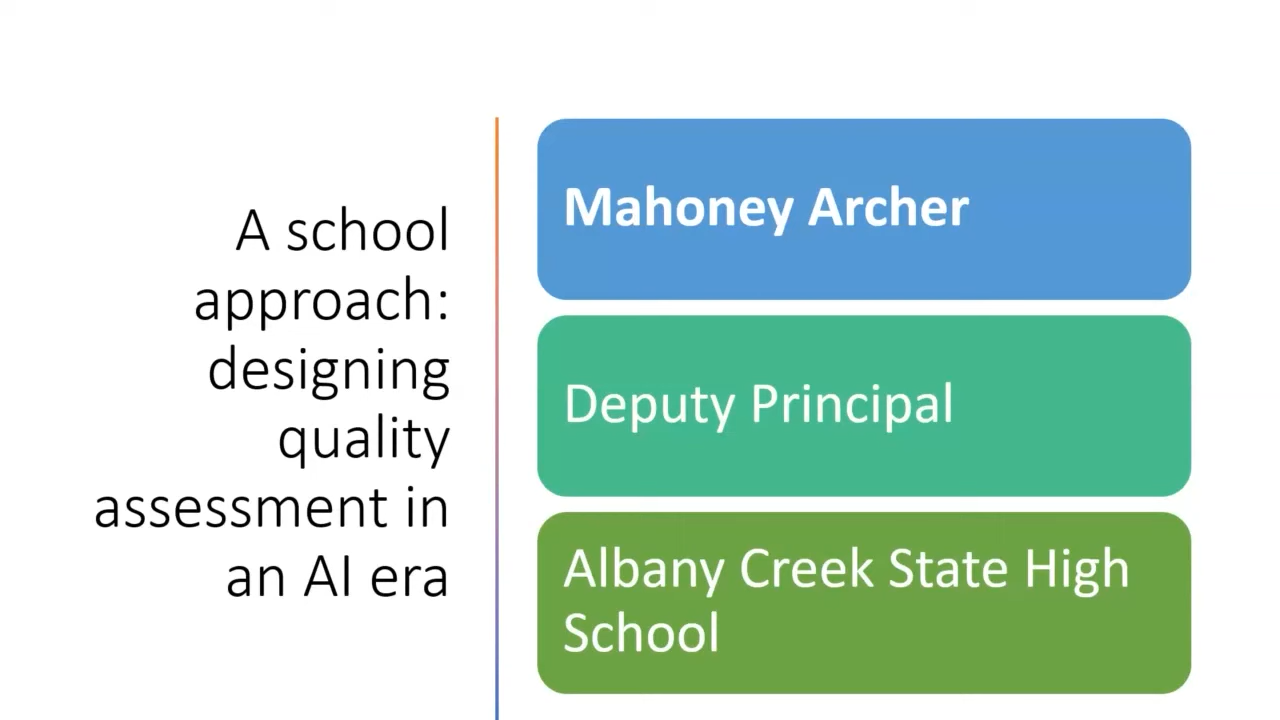 A school
approach:
designing
quality
assessment in
an AI era
Mahoney Archer
Deputy Principal
Albany Creek State High
School